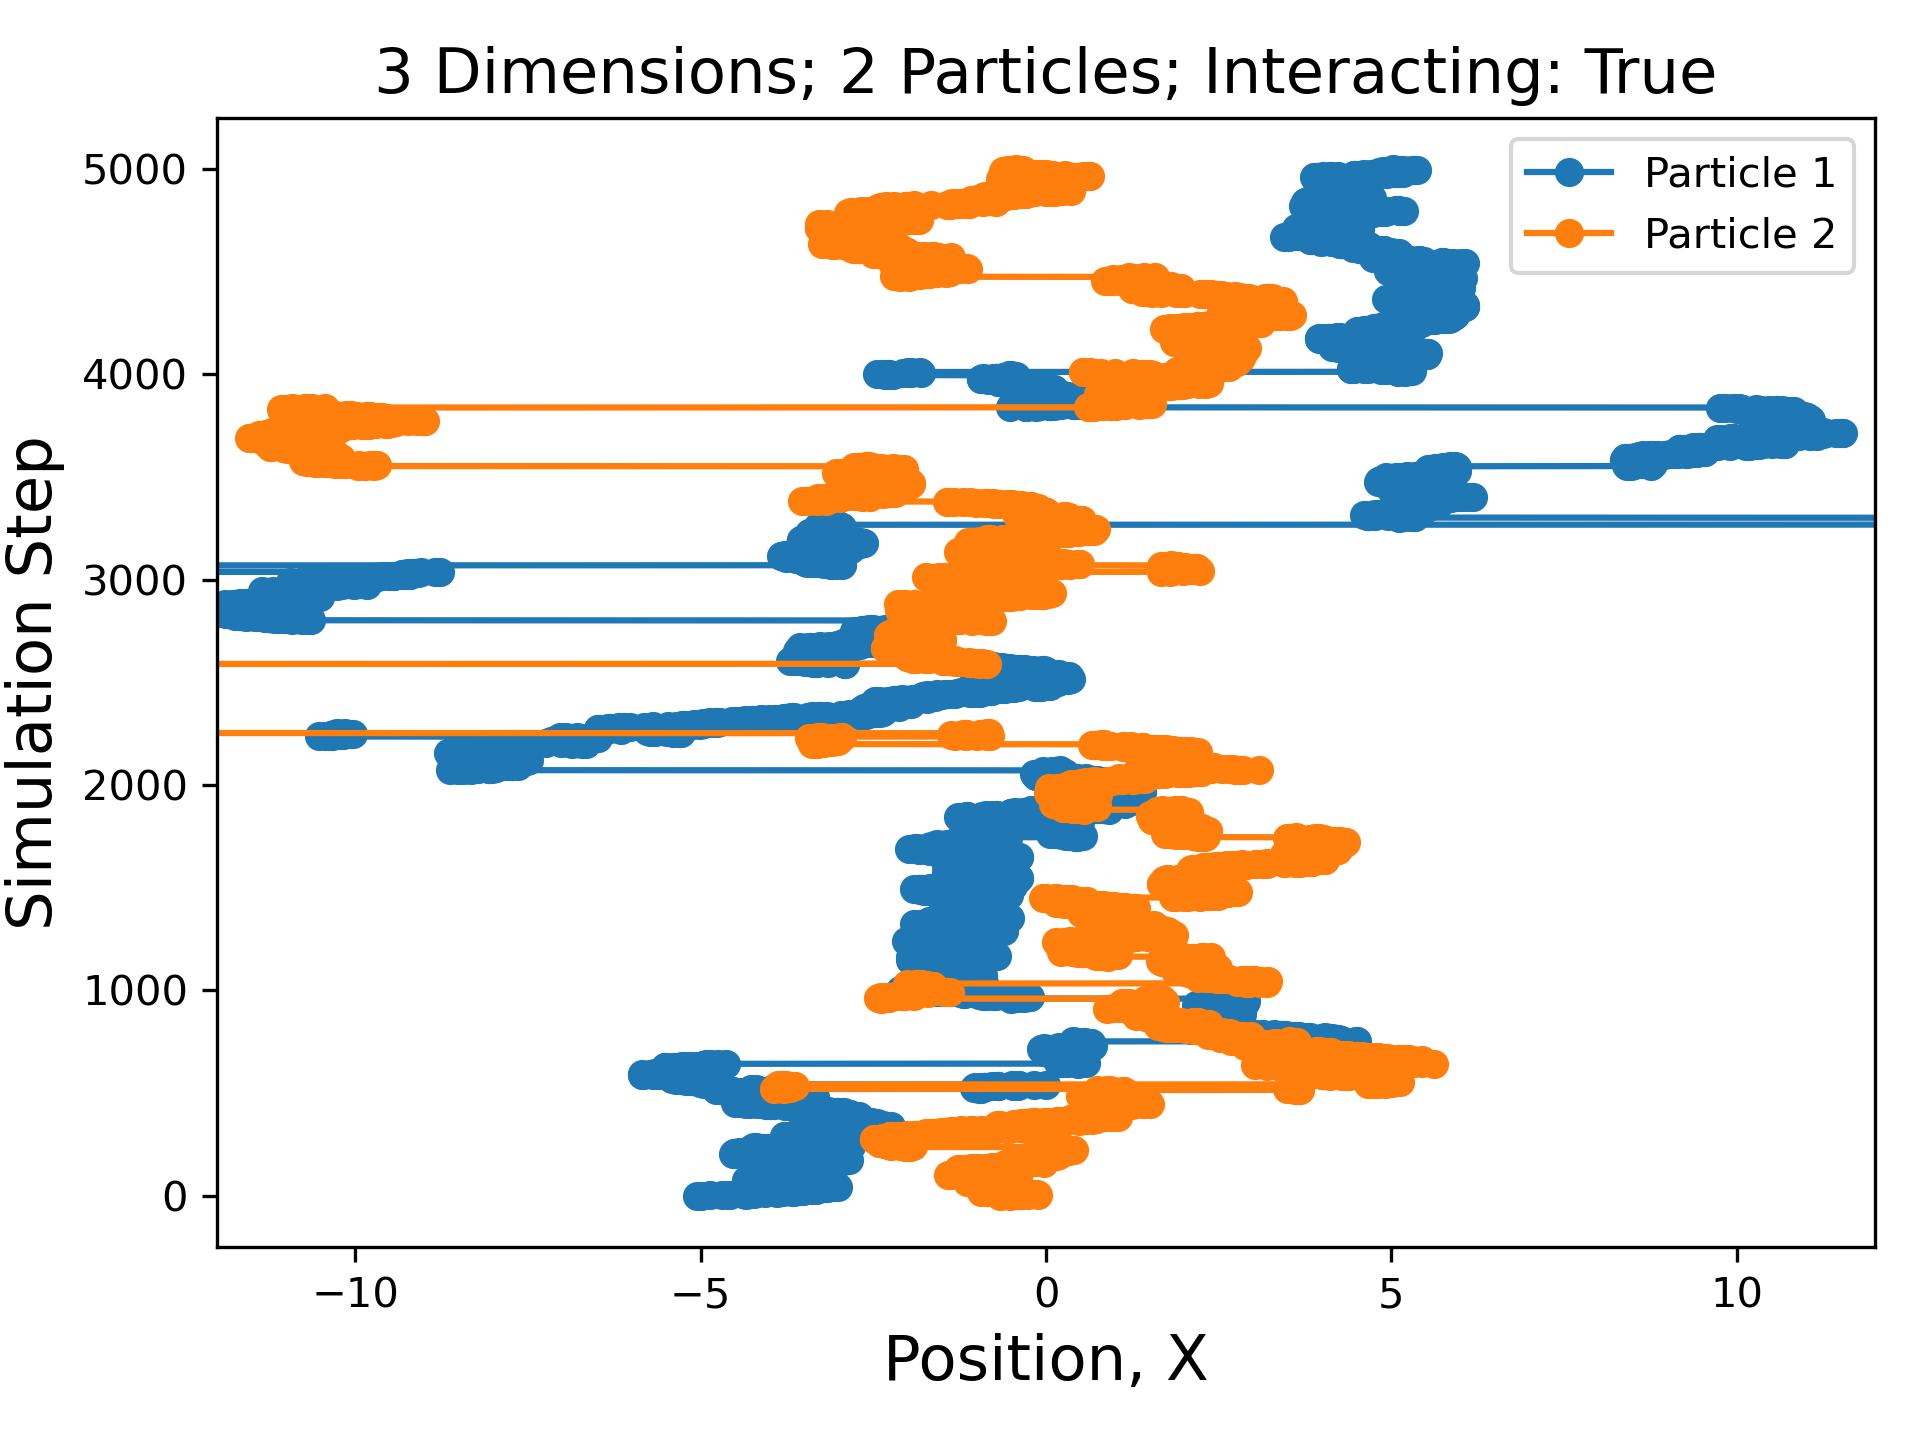 3 Dimensions; 2 Particles; Interacting: True
Particle 1
Particle 2
5000
4000
3000
2000
1000
0
Simulation Step
−10
−5
0
5
10
Position, X